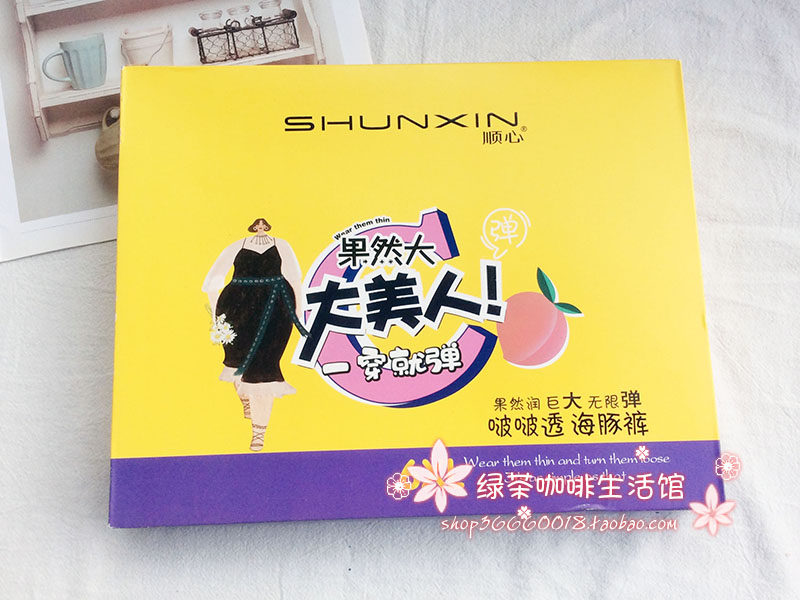 SHUNXIN®
顺心
Wear them thin
弹
果然大
大美人!
一穿就弹
果然润 巨大 无限弹
啵啵透 海豚裤
Wear them thin and turn them loose
绿茶咖啡生活馆
shop36660018.taobao.com